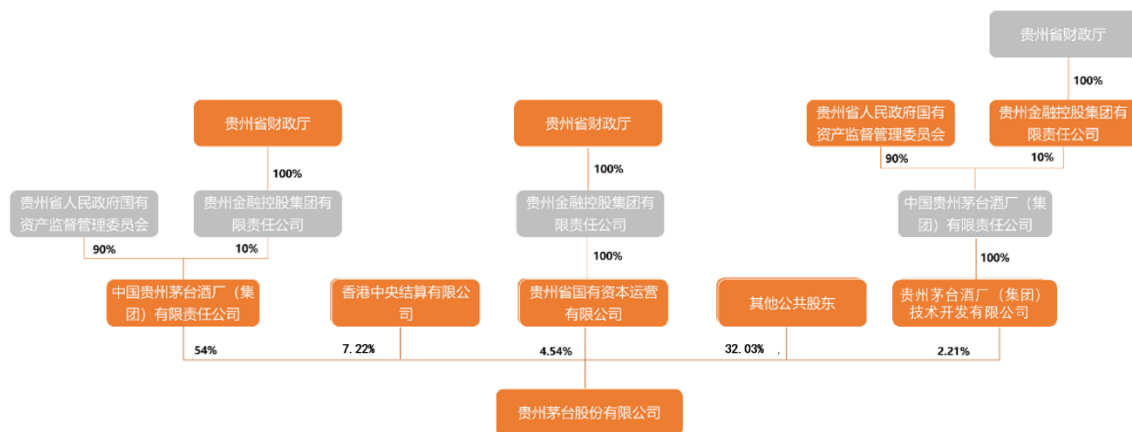 贵州省财政厅
100%
贵州省财政厅
贵州省财政厅
贵州省人民政府国有
资产监督管理委员会
贵州金融控股集团有
限责任公司
100%
100%
90%
10%
贵州省人民政府国有
资产监督管理委员会
贵州金融控股集团有
限责任公司
贵州金融控股集团有
限责任公司
中国贵州茅台酒厂（集
团）有限责任公司
90%
10%
100%
100%
中国贵州茅台酒厂（集
团）有限责任公司
香港中央结算有限公
司
贵州省国有资本运营
有限公司
其他公共股东
贵州茅台酒厂（集团）
技术开发有限公司
54%
7.22%
4.54%
32.03%
2.21%
贵州茅台股份有限公司